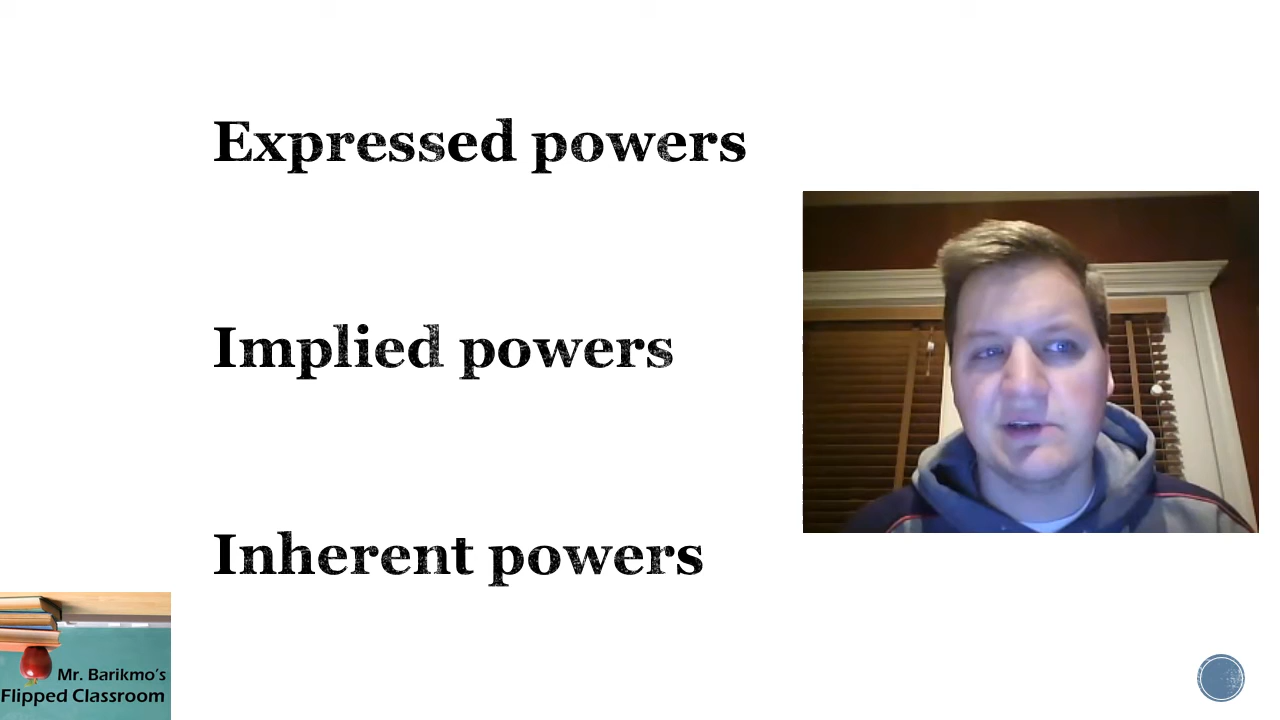 Expressed powers
Implied powers
Inherent powers
Mr. Barikmo's
Flipped Classroom